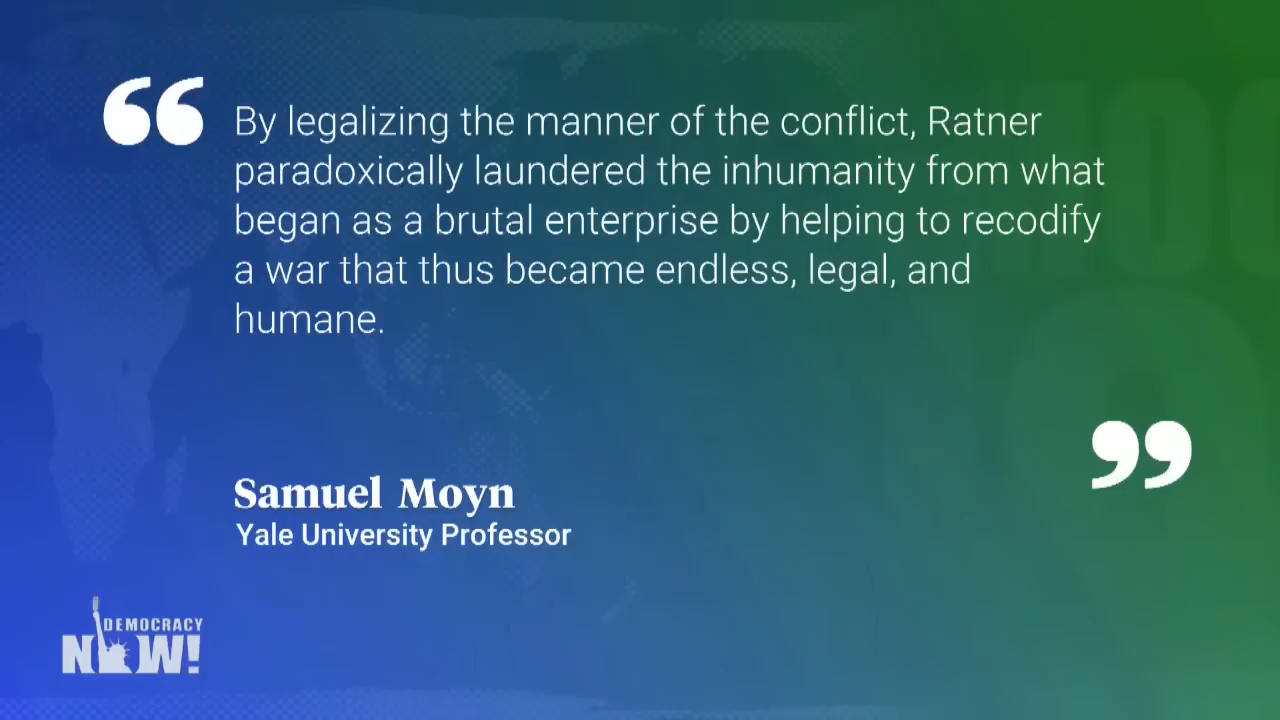 “
By legalizing the manner of the conflict, Ratner
paradoxically laundered the inhumanity from what
began as a brutal enterprise by helping to recodify
a war that thus became endless, legal, and
humane.
”
Samuel Moyn
Yale University Professor
DEMOCRACY
NOW!